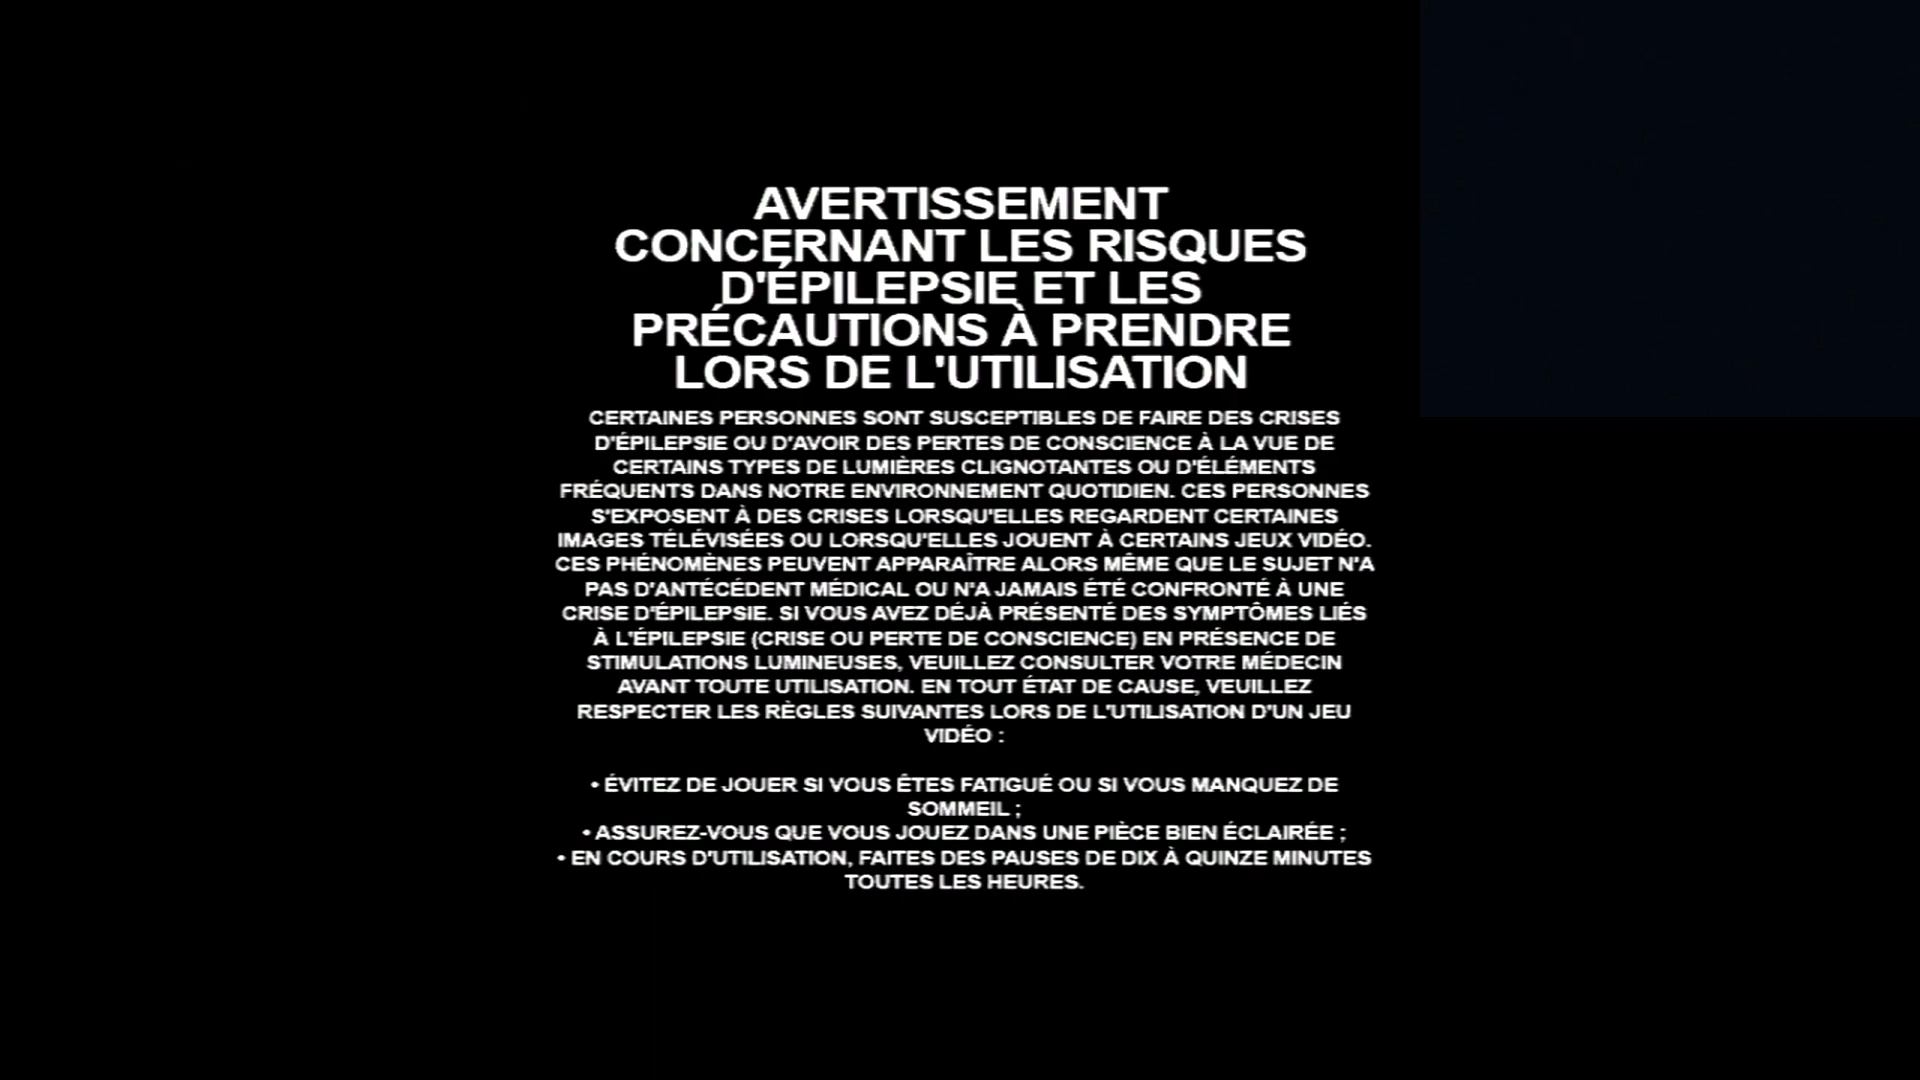 AVERTISSEMENT
CONCERNANT LES RISQUES
D'ÉPILEPSIE ET LES
PRÉCAUTIONS À PRENDRE
LORS DE L'UTILISATION
CERTAINES PERSONNES SONT SUSCEPTIBLES DE FAIRE DES CRISES
D'ÉPILEPSIE OU D'AVOIR DES PERTES DE CONSCIENCE À LA VUE DE
CERTAINS TYPES DE LUMIÈRES CLIGNOTANTES OU D'ÉLÉMENTS
FRÉQUENTS DANS NOTRE ENVIRONNEMENT QUOTIDIEN. CES PERSONNES
S'EXPOSENT À DES CRISES LORSQU'ELLES REGARDENT CERTAINES
IMAGES TÉLÉVISÉES OU LORSQU'ELLES JOUENT À CERTAINS JEUX VIDÉO.
CES PHÉNOMÈNES PEUVENT APPARAÎTRE ALORS MÊME QUE LE SUJET N'A
PAS D'ANTÉCÉDENT MÉDICAL OU N'A JAMAIS ÉTÉ CONFRONTÉ À UNE
CRISE D'ÉPILEPSIE. SI VOUS AVEZ DÉJÀ PRÉSENTÉ DES SYMPTÔMES LIÉS
À L'ÉPILEPSIE (CRISE OU PERTE DE CONSCIENCE) EN PRÉSENCE DE
STIMULATIONS LUMINEUSES, VEUILLEZ CONSULTER VOTRE MÉDECIN
AVANT TOUTE UTILISATION. EN TOUT ÉTAT DE CAUSE, VEUILLEZ
RESPECTER LES RÈGLES SUIVANTES LORS DE L'UTILISATION D'UN JEU
VIDÉO :
• ÉVITEZ DE JOUER SI VOUS ÊTES FATIGUÉ OU SI VOUS MANQUEZ DE
SOMMEIL ;
• ASSUREZ-VOUS QUE VOUS JOUEZ DANS UNE PIÈCE BIEN ÉCLAIRÉE ;
• EN COURS D'UTILISATION, FAITES DES PAUSES DE DIX À QUINZE MINUTES
TOUTES LES HEURES.